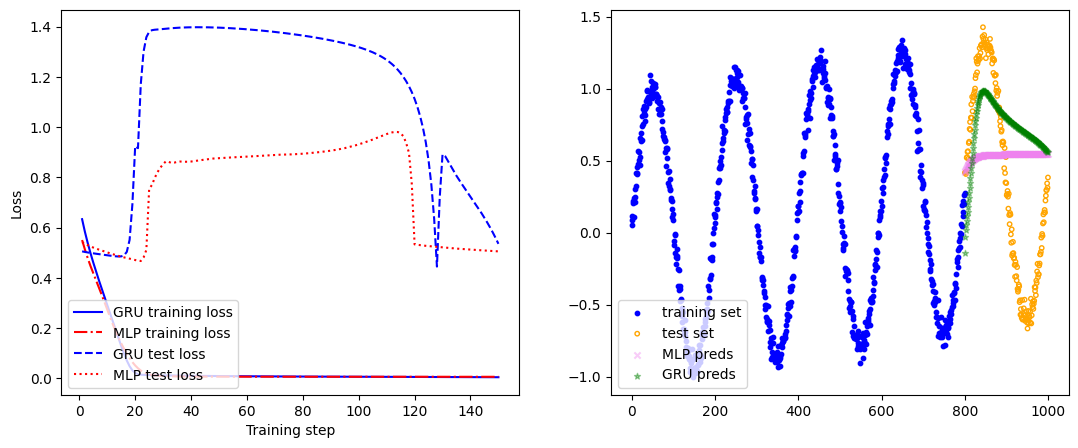 1.4
1.2
1.0
0.8
0.6
0.4
0.2
0.0
Loss
0 20 40 60 80 100 120 140
Training step
GRU training loss
MLP training loss
GRU test loss
MLP test loss
1.5
1.0
0.5
0.0
−0.5
−1.0
0 200 400 600 800 1000
training set
test set
MLP preds
GRU preds